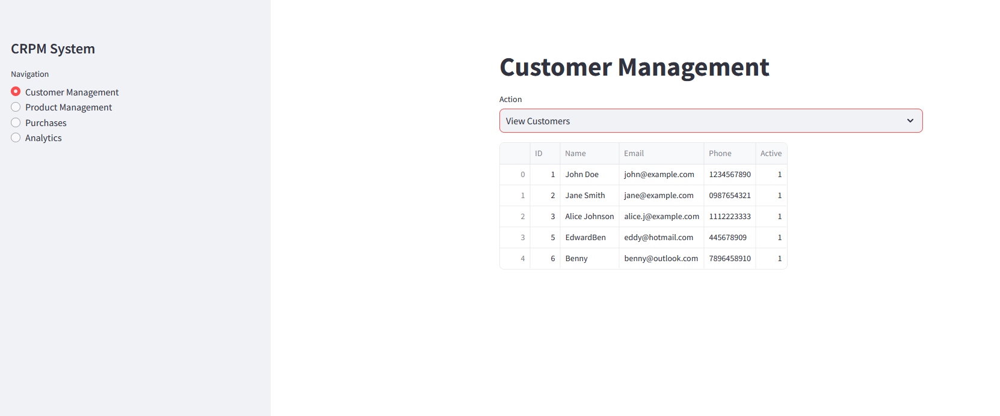 CRPM System
Navigation
Customer Management
Product Management
Purchases
Analytics
Customer Management
Action
View Customers
ID Name Email Phone Active
0 1 John Doe john@example.com 1234567890 1
1 2 Jane Smith jane@example.com 0987654321 1
2 3 Alice Johnson alice.j@example.com 1112223333 1
3 5 EdwardBen eddy@hotmail.com 445678909 1
4 6 Benny benny@outlook.com 7896458910 1